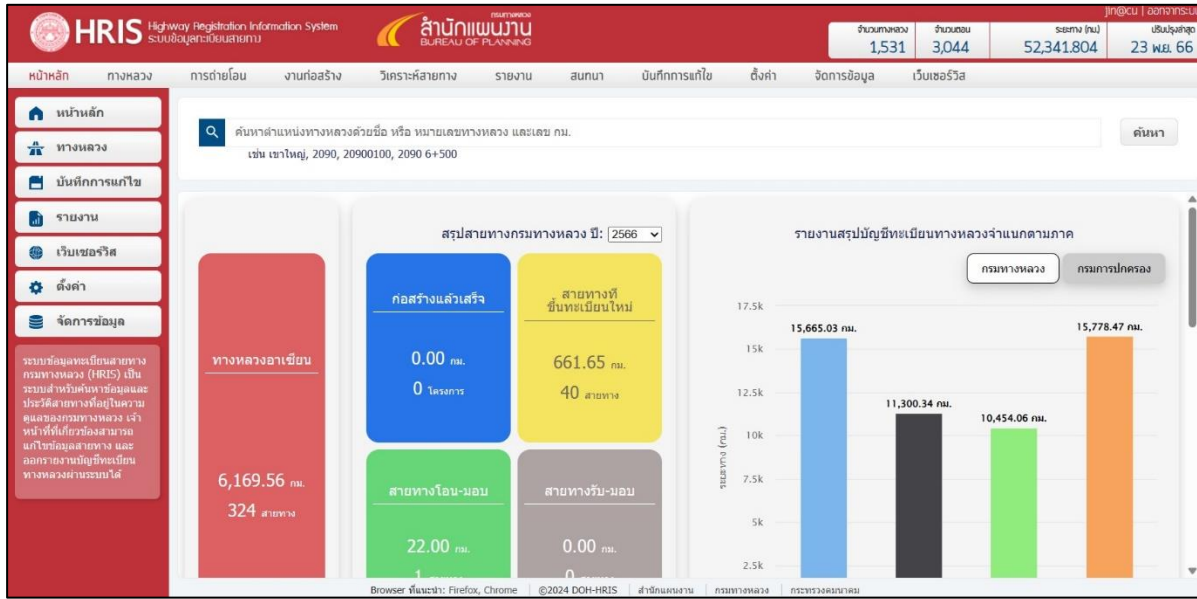 jin@cu | ออกจากระบบ
HRIS Highway Registration Information System
ระบบข้อมูลทะเบียนสายทาง
กรมทางหลวง
สำนักแผนงาน
BUREAU OF PLANNING
จำนวนทางหลวง
1,531
จำนวนตอน
3,044
ระยะทาง (กม.)
52,341.804
ปรับปรุงล่าสุด
23 พ.ย. 66
หน้าหลัก ทางหลวง การถ่ายโอน งานก่อสร้าง วิเคราะห์สายทาง รายงาน สนทนา บันทึกการแก้ไข ตั้งค่า จัดการข้อมูล เว็บเซอร์วิส
หน้าหลัก
ทางหลวง
บันทึกการแก้ไข
รายงาน
เว็บเซอร์วิส
ตั้งค่า
จัดการข้อมูล
ระบบข้อมูลทะเบียนสายทาง
กรมทางหลวง (HRIS) เป็น
ระบบสำหรับค้นหาข้อมูลและ
ประวัติสายทางที่อยู่ในความ
ดูแลของกรมทางหลวง เจ้า
หน้าที่ที่เกี่ยวข้องสามารถ
แก้ไขข้อมูลสายทาง และ
ออกรายงานบัญชีทะเบียน
ทางหลวงผ่านระบบได้
ค้นหาตำแหน่งทางหลวงด้วยชื่อ หรือ หมายเลขทางหลวง และเลข กม.
ค้นหา
เช่น เขาใหญ่, 2090, 20900100, 2090 6+500
ทางหลวงอาเซียน
6,169.56 กม.
324 สายทาง
สรุปสายทางกรมทางหลวง ปี: 2566
ก่อสร้างแล้วเสร็จ
0.00 กม.
0 โครงการ
สายทางที่
ขึ้นทะเบียนใหม่
661.65 กม.
40 สายทาง
สายทางโอน-มอบ
22.00 กม.
1
สายทางรับ-มอบ
0.00 กม.
0
รายงานสรุปบัญชีทะเบียนทางหลวงจำแนกตามภาค
กรมทางหลวง กรมการปกครอง
ระยะทาง (กม.)
17.5k
15k
12.5k
10k
7.5k
5k
2.5k
15,665.03 กม.
11,300.34 กม.
10,454.06 กม.
15,778.47 กม.
Browser ที่แนะนำ: Firefox, Chrome ©2024 DOH-HRIS สำนักแผนงาน กรมทางหลวง กระทรวงคมนาคม